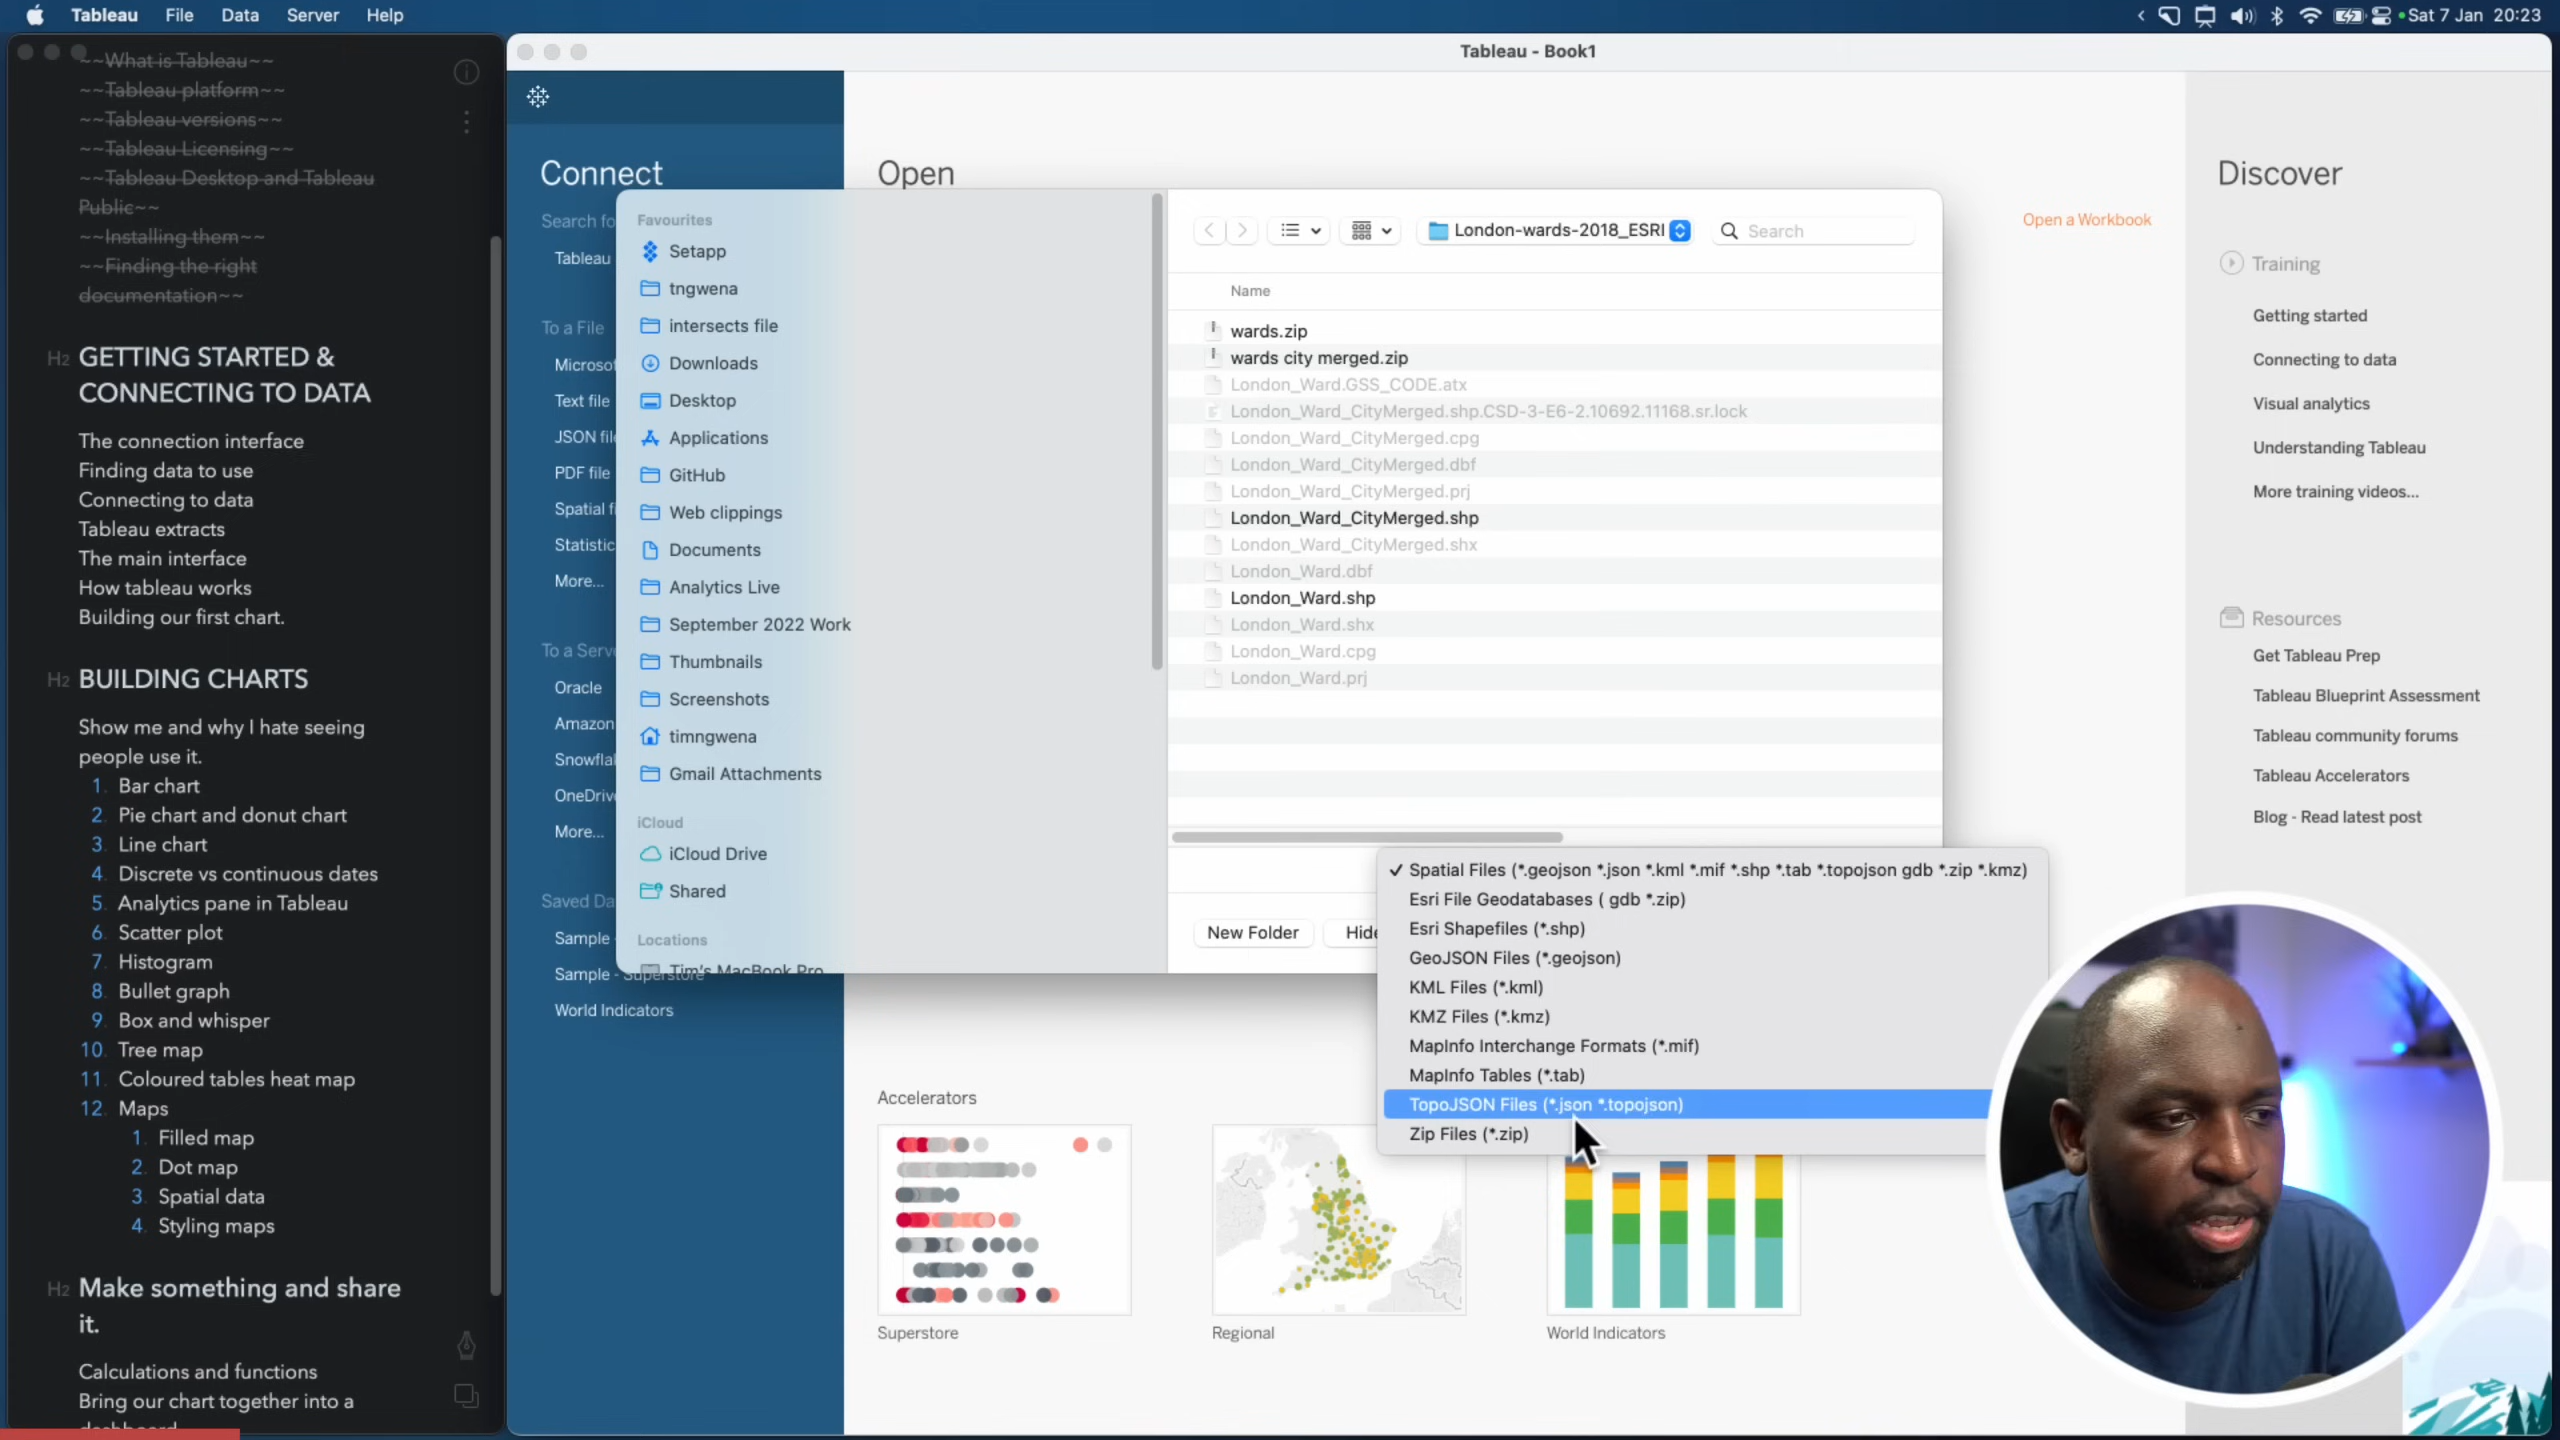 Tableau File Data Server Help
Sat 7 Jan 20:23
~~What is Tableau~~
~~Tableau platform~~
~~Tableau versions~~
~~Tableau Licensing~~
~~Tableau Desktop and Tableau
Public~~
~~Installing them~~
~~Finding the right
documentation~~
H2 GETTING STARTED &
CONNECTING TO DATA
The connection interface
Finding data to use
Connecting to data
Tableau extracts
The main interface
How tableau works
Building our first chart.
H2 BUILDING CHARTS
Show me and why I hate seeing
people use it.
1. Bar chart
2. Pie chart and donut chart
3. Line chart
4. Discrete vs continuous dates
5. Analytics pane in Tableau
6. Scatter plot
7. Histogram
8. Bullet graph
9. Box and whisper
10. Tree map
11. Coloured tables heat map
12. Maps
1. Filled map
2. Dot map
3. Spatial data
4. Styling maps
H2 Make something and share
it.
Calculations and functions
Bring our chart together into a
dashboard
Tableau - Book1
Connect
Search fo
Tableau
To a File
Microsof
Text file
JSON fil
PDF file
Spatial f
Statistic
More...
To a Serve
Oracle
Amazon
Snowfla
OneDriv
More...
Saved Da
Sample -
Sample - Superstore
World Indicators
Open
Open a Workbook
Favourites
Setapp
tngwena
intersects file
Downloads
Desktop
Applications
GitHub
Web clippings
Documents
Analytics Live
September 2022 Work
Thumbnails
Screenshots
timngwena
Gmail Attachments
iCloud
iCloud Drive
Shared
Locations
Tim's MacBook Pro
London-wards-2018_ESRI
Search
Name
wards.zip
wards city merged.zip
London_Ward.GSS_CODE.atx
London_Ward_CityMerged.shp.CSD-3-E6-2.10692.11168.sr.lock
London_Ward_CityMerged.cpg
London_Ward_CityMerged.dbf
London_Ward_CityMerged.prj
London_Ward_CityMerged.shp
London_Ward_CityMerged.shx
London_Ward.dbf
London_Ward.shp
London_Ward.shx
London_Ward.cpg
London_Ward.prj
New Folder
Hide
✓ Spatial Files (*.geojson *.json *.kml *.mif *.shp *.tab *.topojson gdb *.zip *.kmz)
Esri File Geodatabases ( gdb *.zip)
Esri Shapefiles (*.shp)
GeoJSON Files (*.geojson)
KML Files (*.kml)
KMZ Files (*.kmz)
MapInfo Interchange Formats (*.mif)
MapInfo Tables (*.tab)
TopoJSON Files (*.json *.topojson)
Zip Files (*.zip)
Accelerators
Superstore
Regional
World Indicators
Discover
Training
Getting started
Connecting to data
Visual analytics
Understanding Tableau
More training videos...
Resources
Get Tableau Prep
Tableau Blueprint Assessment
Tableau community forums
Tableau Accelerators
Blog - Read latest post